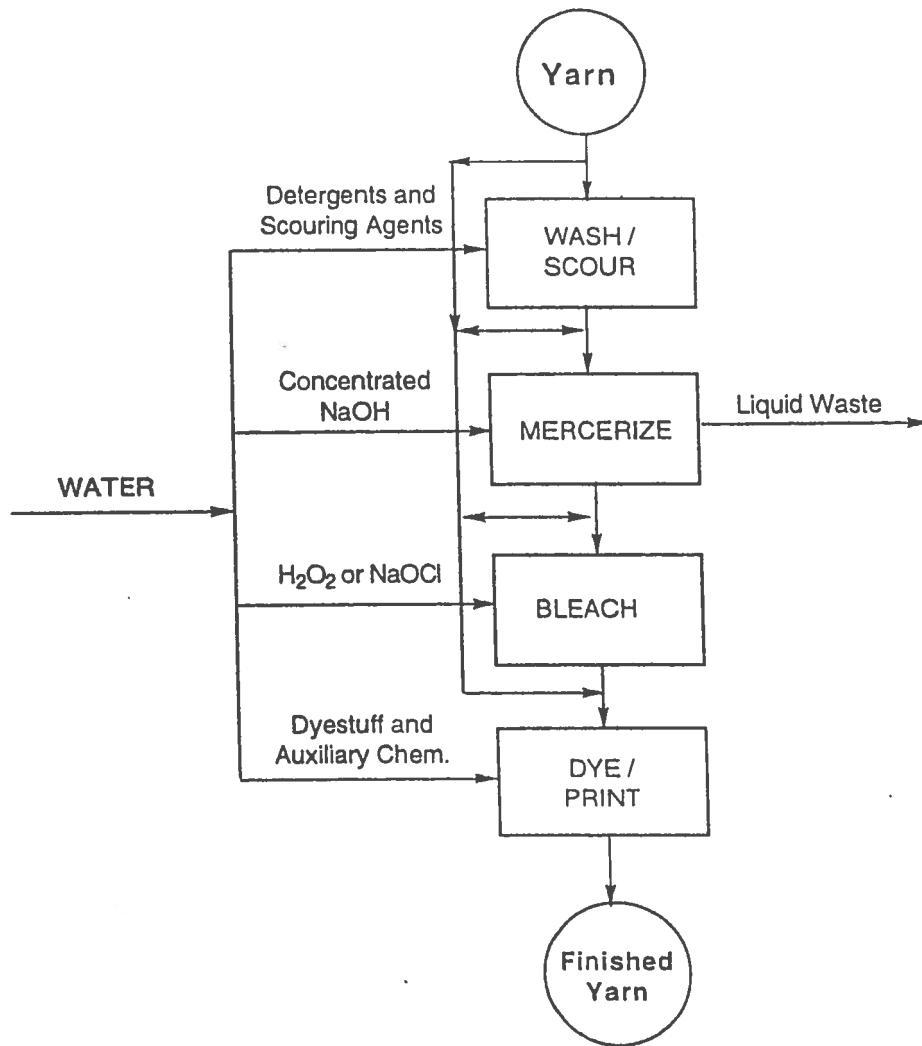 Yarn
Detergents and
Scouring Agents
WASH /
SCOUR
Concentrated
NaOH
MERCERIZE
Liquid Waste
WATER
H₂O₂ or NaOCl
BLEACH
Dyestuff and
Auxiliary Chem.
DYE /
PRINT
Finished
Yarn